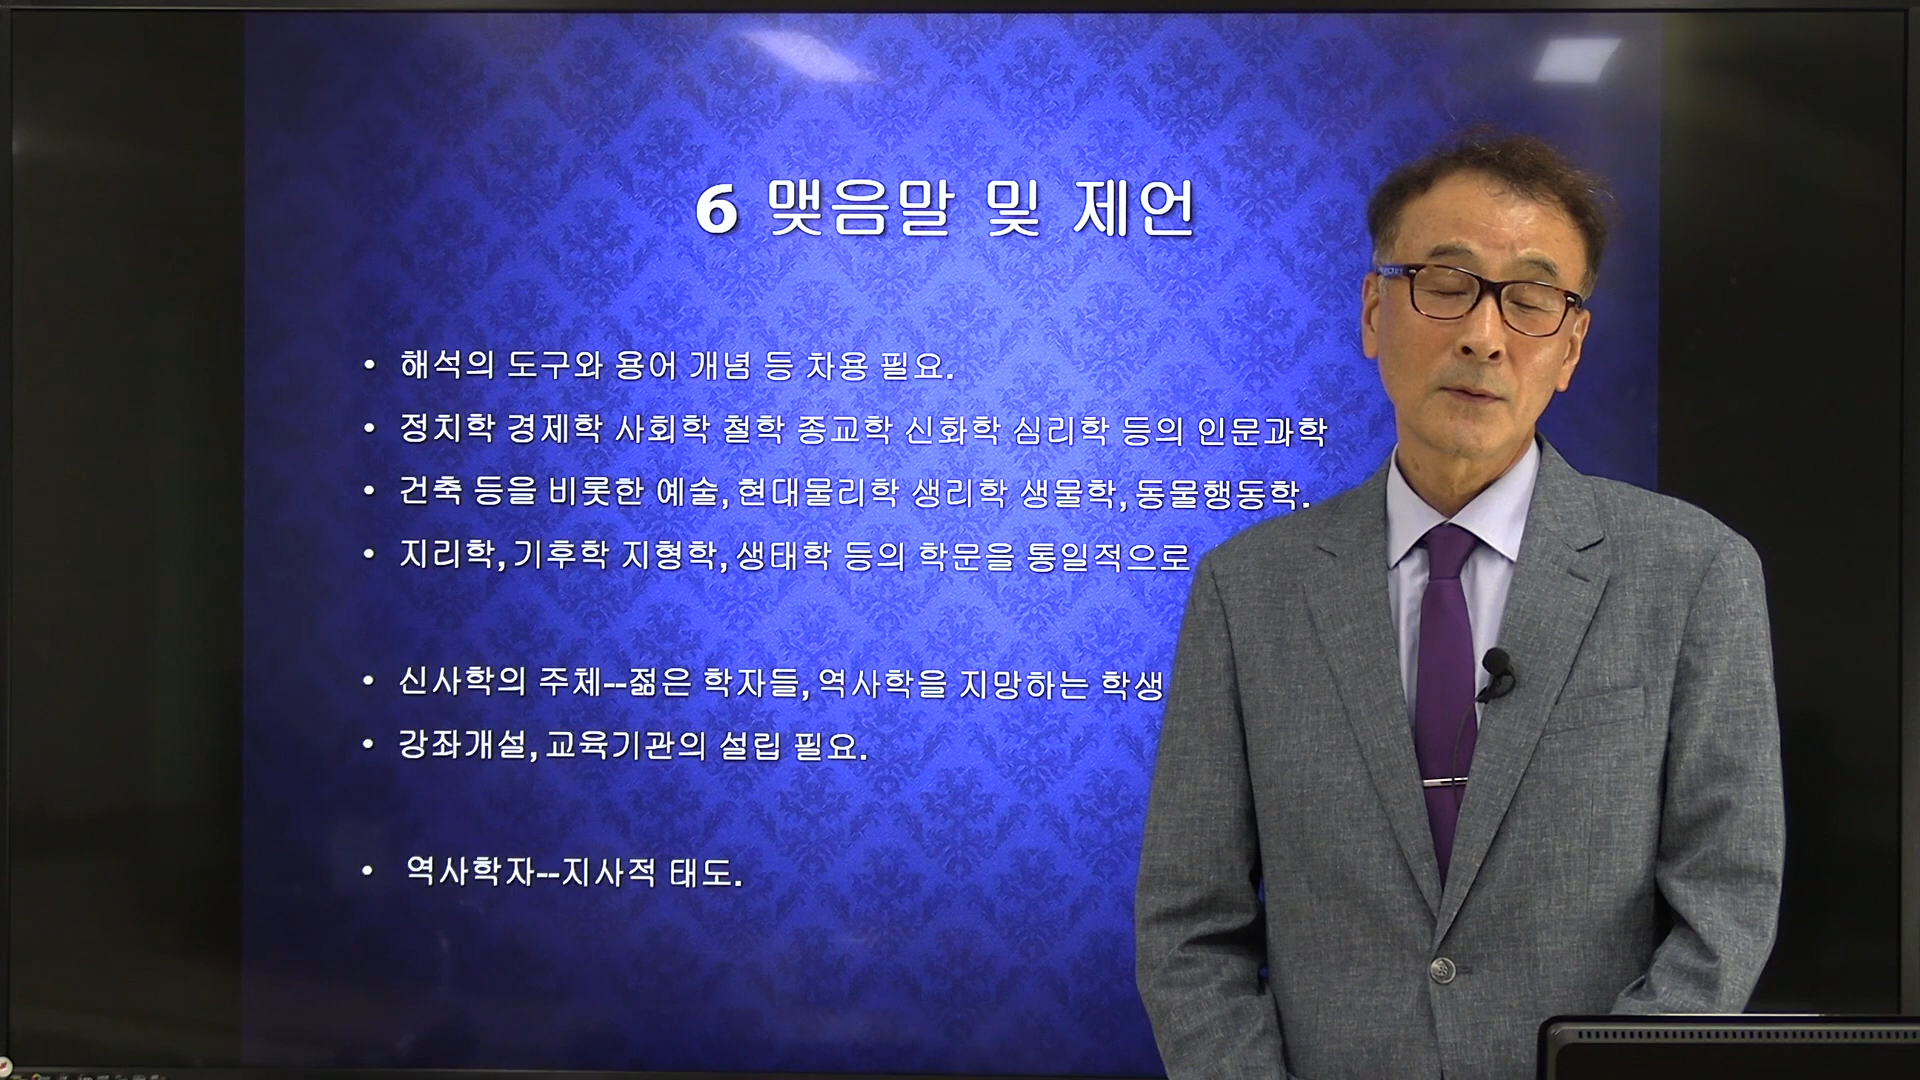 6 맺음말 및 제언
• 해석의 도구와 용어 개념 등 차용 필요.
• 정치학 경제학 사회학 철학 종교학 신화학 심리학 등의 인문과학
• 건축 등을 비롯한 예술, 현대물리학 생리학 생물학, 동물행동학.
• 지리학, 기후학 지형학, 생태학 등의 학문을 통일적으로
• 신사학의 주체--젊은 학자들, 역사학을 지망하는 학생
• 강좌개설, 교육기관의 설립 필요.
• 역사학자--지사적 태도.